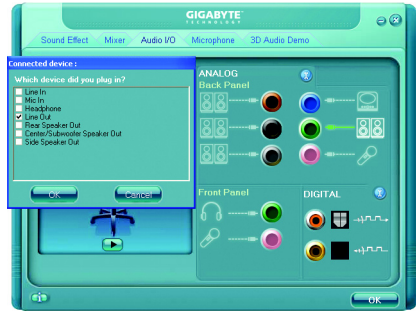 GIGABYTE
TECHNOLOGY
Sound Effect Mixer Audio I/O Microphone 3D Audio Demo
Connected device :
Which device did you plug in?
Line In
Mic In
Headphone
Line Out
Rear Speaker Out
Center/Subwoofer Speaker Out
Side Speaker Out
OK Cancel
ANALOG
Back Panel
Front Panel
DIGITAL
OK